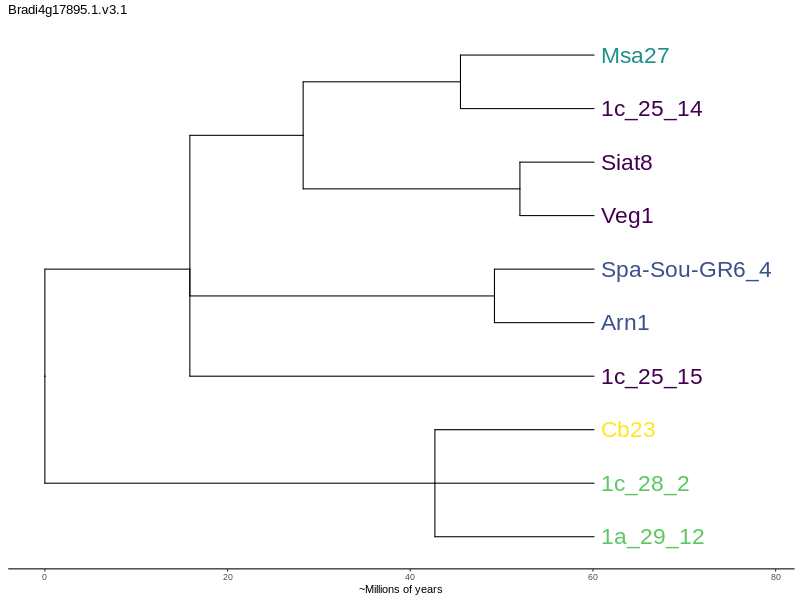 Bradi4g17895.1.v3.1
Msa27
1c_25_14
Siat8
Veg1
Spa-Sou-GR6_4
Arn1
1c_25_15
Cb23
1c_28_2
1a_29_12
0 20 40 60 80
~Millions of years